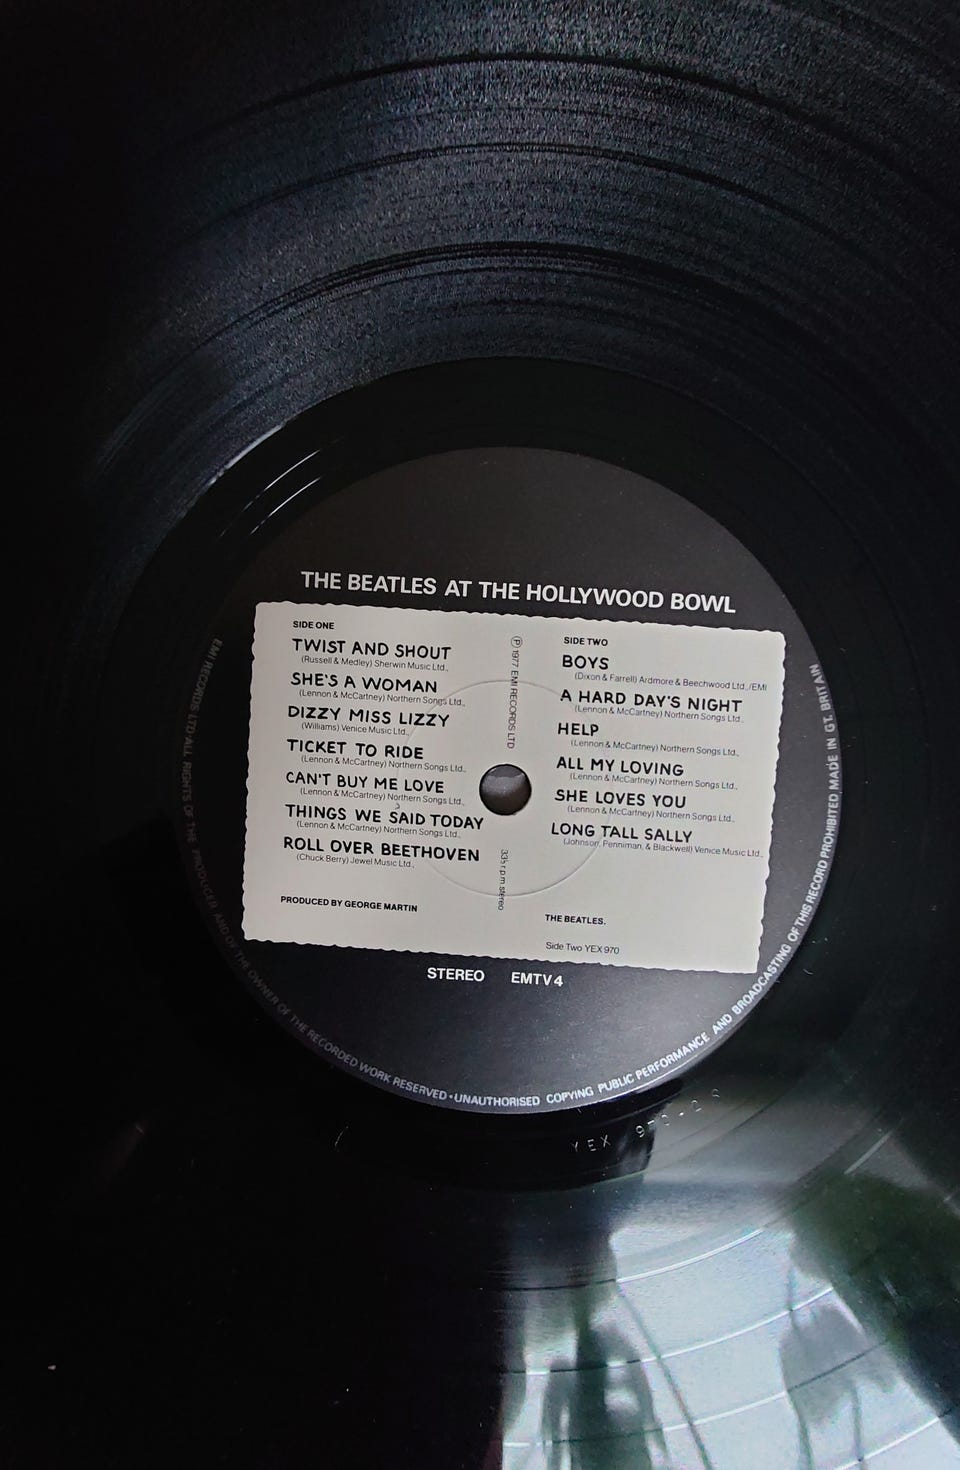 THE BEATLES AT THE HOLLYWOOD BOWL
SIDE ONE
TWIST AND SHOUT
(Russell & Medley) Sherwin Music Ltd.,
SHE'S A WOMAN
(Lennon & McCartney) Northern Songs Ltd.,
DIZZY MISS LIZZY
(Williams) Venice Music Ltd.,
TICKET TO RIDE
(Lennon & McCartney) Northern Songs Ltd.,
CAN'T BUY ME LOVE
(Lennon & McCartney) Northern Songs Ltd.,
THINGS WE SAID TODAY
(Lennon & McCartney) Northern Songs Ltd.,
ROLL OVER BEETHOVEN
(Chuck Berry) Jewel Music Ltd.,
PRODUCED BY GEORGE MARTIN
℗ 1977 EMI RECORDS LTD
33⅓ r.p.m. stereo
SIDE TWO
BOYS
(Dixon & Farrell) Ardmore & Beechwood Ltd.,/EMI
A HARD DAY'S NIGHT
(Lennon & McCartney) Northern Songs Ltd.,
HELP
(Lennon & McCartney) Northern Songs Ltd.,
ALL MY LOVING
(Lennon & McCartney) Northern Songs Ltd.,
SHE LOVES YOU
(Lennon & McCartney) Northern Songs Ltd.,
LONG TALL SALLY
(Johnson, Penniman, & Blackwell) Venice Music Ltd.,
THE BEATLES.
Side Two YEX 970
STEREO EMTV 4
EMI RECORDS LTD·ALL RIGHTS OF THE PRODUCER AND OF THE OWNER OF THE RECORDED WORK RESERVED·UNAUTHORISED COPYING PUBLIC PERFORMANCE AND BROADCASTING OF THIS RECORD PROHIBITED MADE IN GT. BRITAIN
YEX 970-2